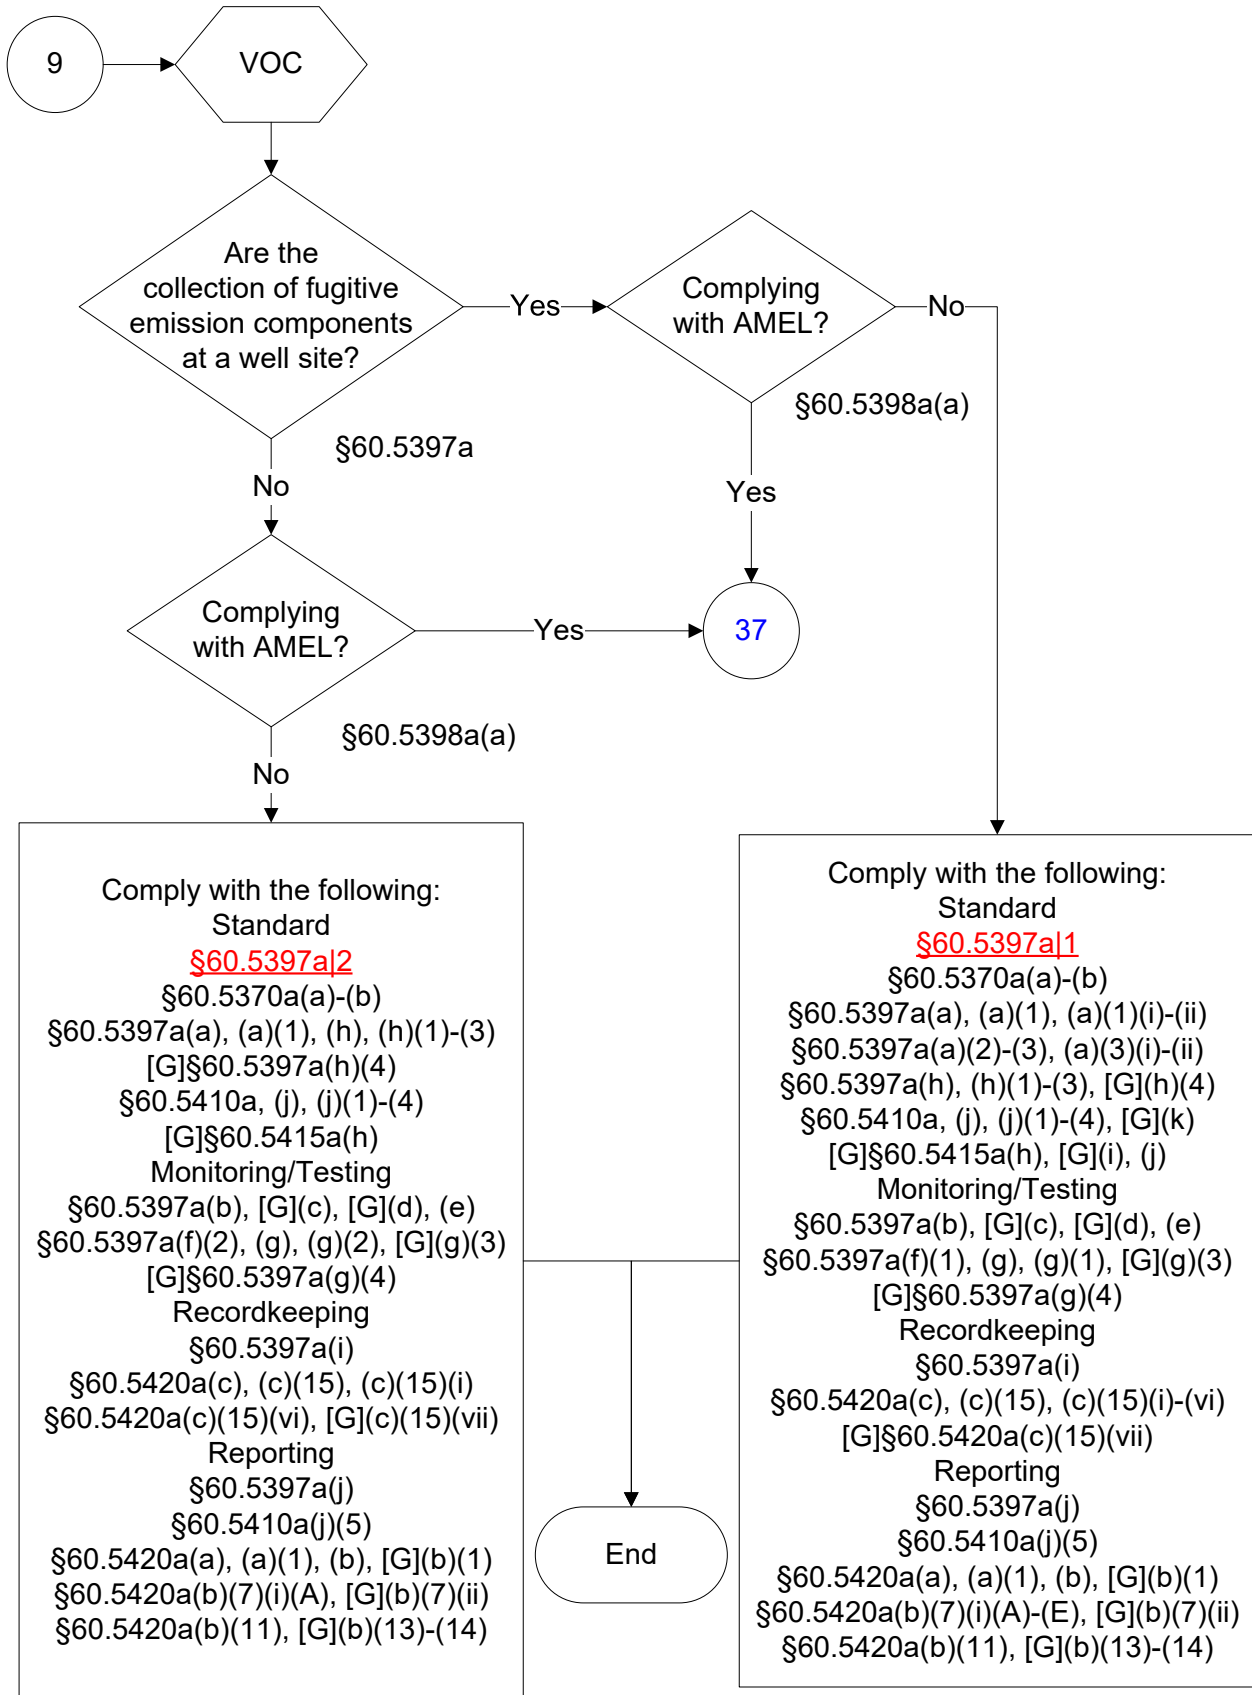 9
VOC
Are the
collection of fugitive
emission components
at a well site?
§60.5397a
Yes
Complying
with AMEL?
§60.5398a(a)
No
Yes
No
Complying
with AMEL?
§60.5398a(a)
Yes
37
No
Comply with the following:
Standard
§60.5397a|2
§60.5370a(a)-(b)
§60.5397a(a), (a)(1), (h), (h)(1)-(3)
[G]§60.5397a(h)(4)
§60.5410a, (j), (j)(1)-(4)
[G]§60.5415a(h)
Monitoring/Testing
§60.5397a(b), [G](c), [G](d), (e)
§60.5397a(f)(2), (g), (g)(2), [G](g)(3)
[G]§60.5397a(g)(4)
Recordkeeping
§60.5397a(i)
§60.5420a(c), (c)(15), (c)(15)(i)
§60.5420a(c)(15)(vi), [G](c)(15)(vii)
Reporting
§60.5397a(j)
§60.5410a(j)(5)
§60.5420a(a), (a)(1), (b), [G](b)(1)
§60.5420a(b)(7)(i)(A), [G](b)(7)(ii)
§60.5420a(b)(11), [G](b)(13)-(14)
Comply with the following:
Standard
§60.5397a|1
§60.5370a(a)-(b)
§60.5397a(a), (a)(1), (a)(1)(i)-(ii)
§60.5397a(a)(2)-(3), (a)(3)(i)-(ii)
§60.5397a(h), (h)(1)-(3), [G](h)(4)
§60.5410a, (j), (j)(1)-(4), [G](k)
[G]§60.5415a(h), [G](i), (j)
Monitoring/Testing
§60.5397a(b), [G](c), [G](d), (e)
§60.5397a(f)(1), (g), (g)(1), [G](g)(3)
[G]§60.5397a(g)(4)
Recordkeeping
§60.5397a(i)
§60.5420a(c), (c)(15), (c)(15)(i)-(vi)
[G]§60.5420a(c)(15)(vii)
Reporting
§60.5397a(j)
§60.5410a(j)(5)
§60.5420a(a), (a)(1), (b), [G](b)(1)
§60.5420a(b)(7)(i)(A)-(E), [G](b)(7)(ii)
§60.5420a(b)(11), [G](b)(13)-(14)
End